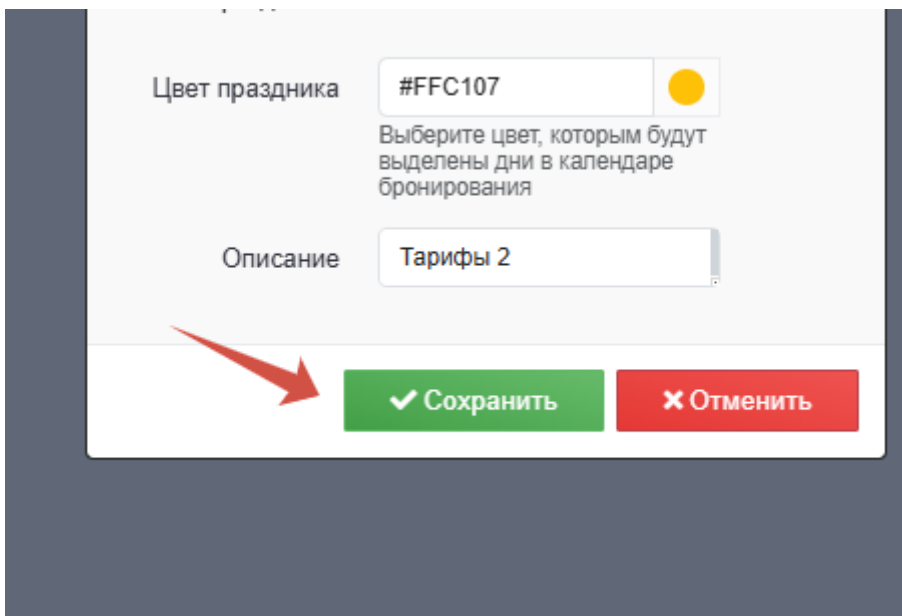 Цвет праздника
#FFC107
Выберите цвет, которым будут
выделены дни в календаре
бронирования
Описание
Тарифы 2
Сохранить
Отменить